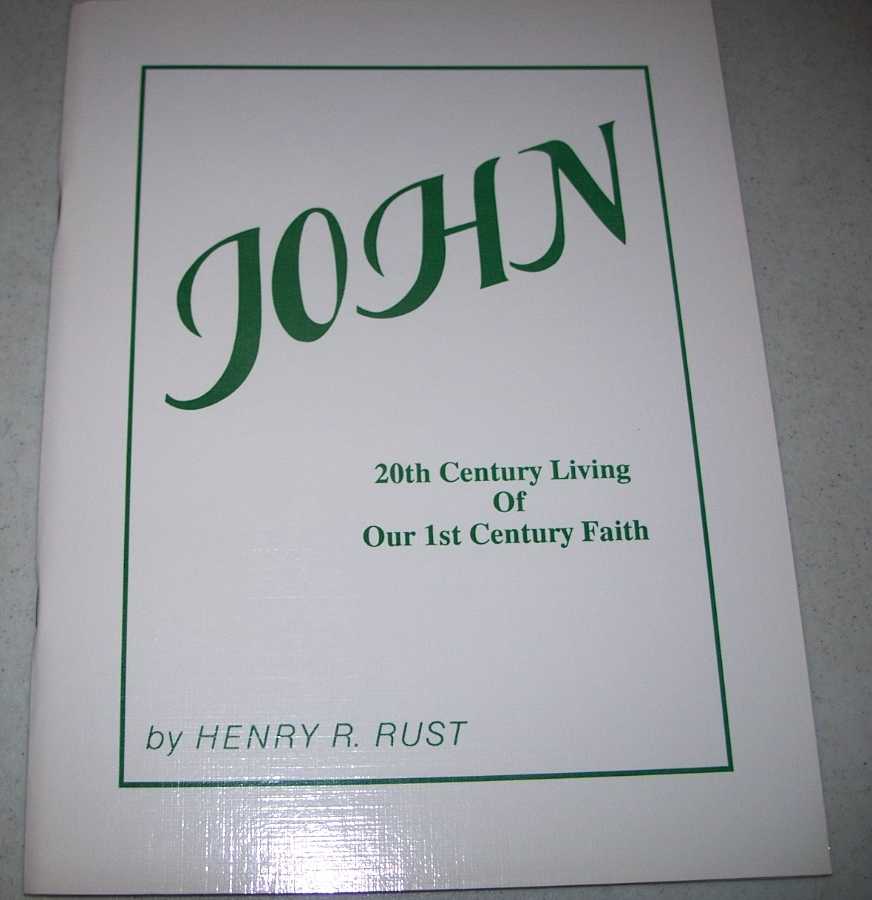 JOHN
20th Century Living
Of
Our 1st Century Faith
by HENRY R. RUST